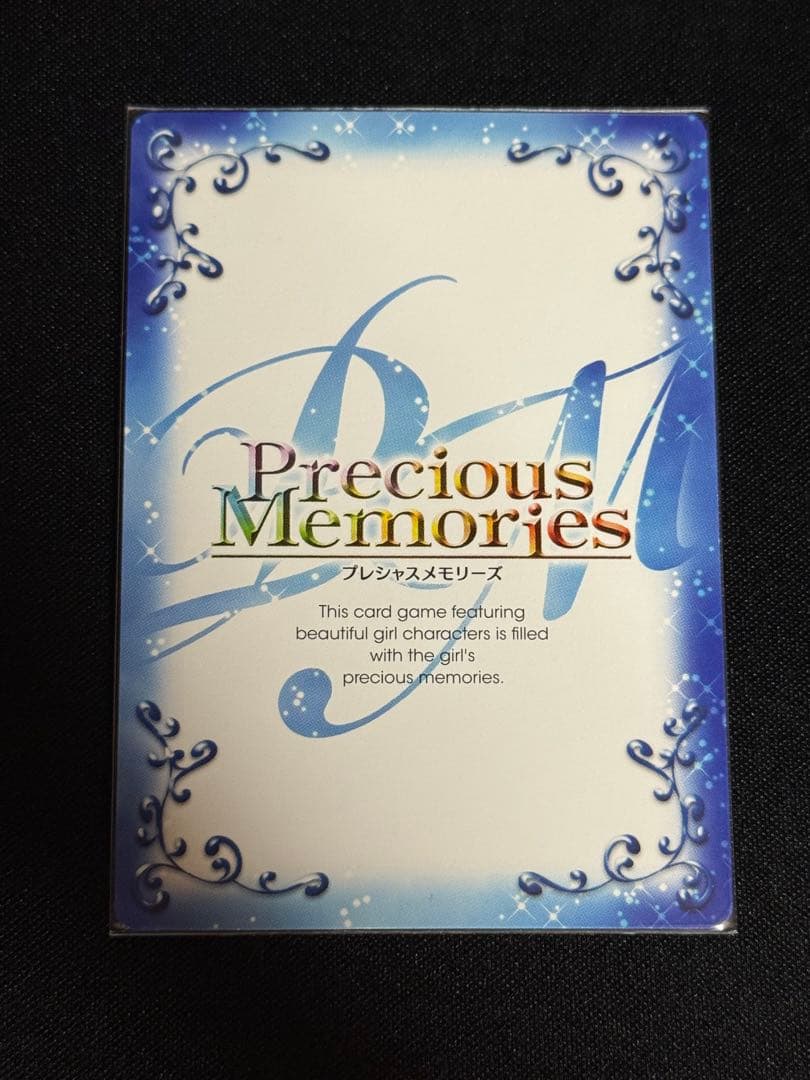 Precious
Memories
プレシャスメモリーズ
This card game featuring
beautiful girl characters is filled
with the girl's
precious memories.